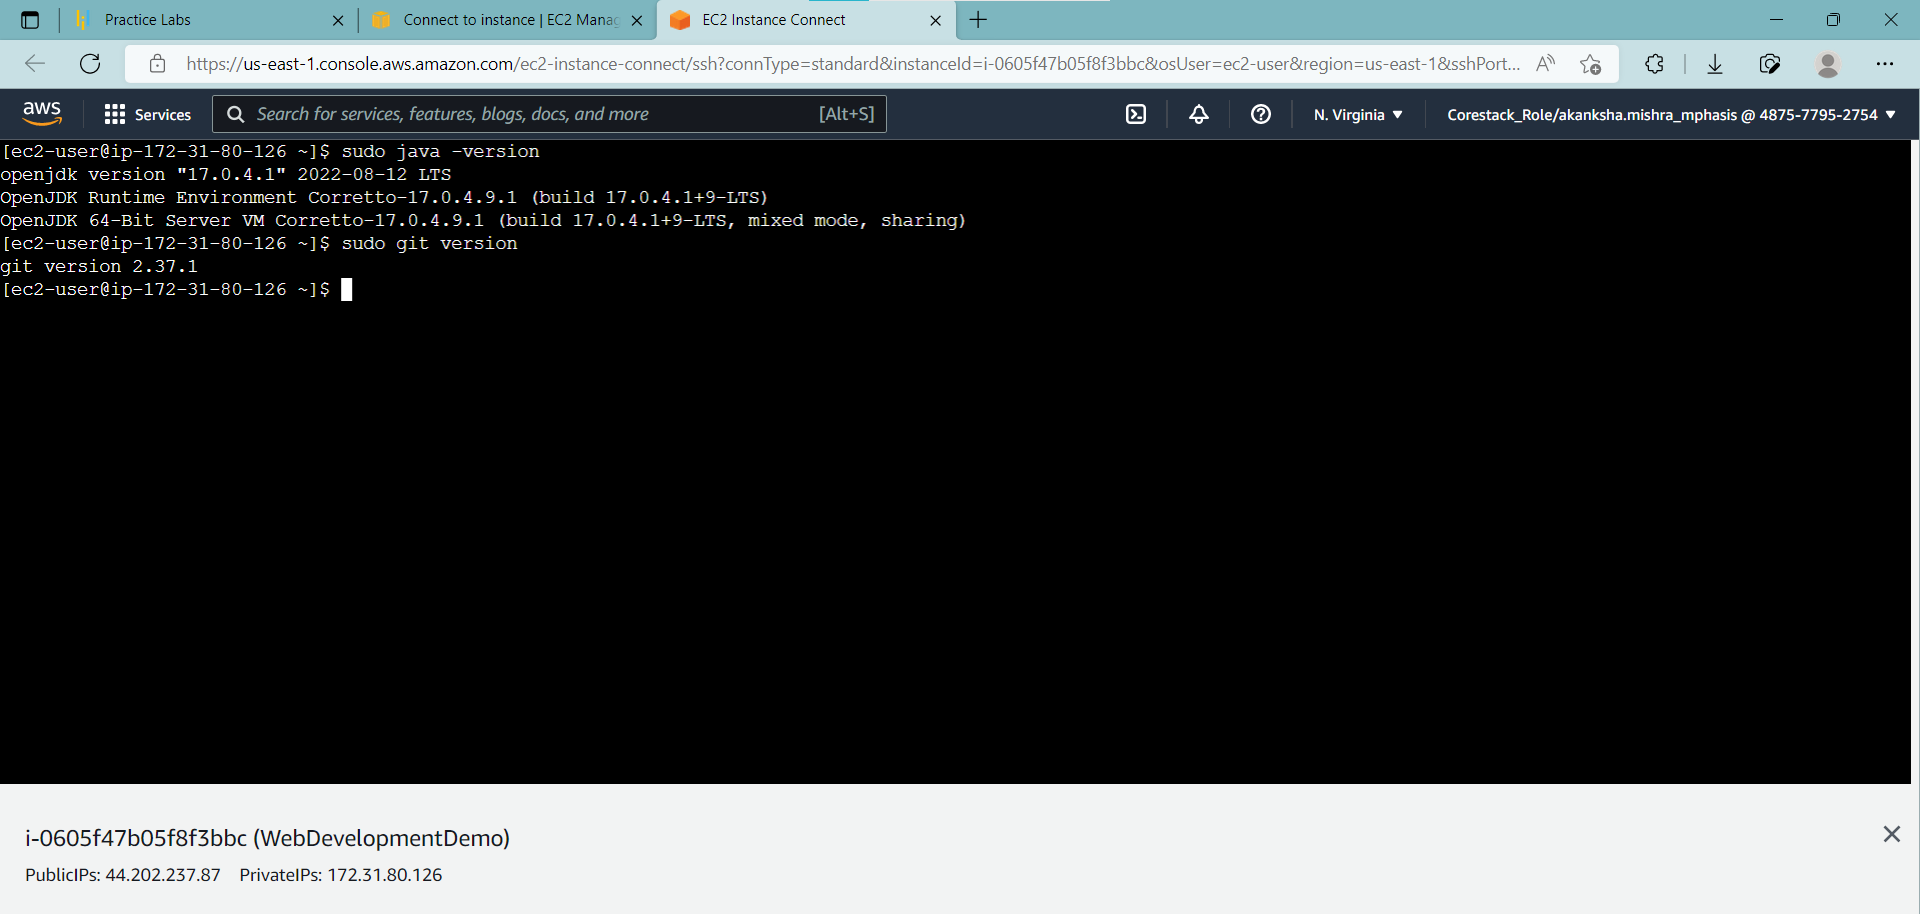 Practice Labs
Connect to instance | EC2 Manag
EC2 Instance Connect
https://us-east-1.console.aws.amazon.com/ec2-instance-connect/ssh?connType=standard&instanceId=i-0605f47b05f8f3bbc&osUser=ec2-user&region=us-east-1&sshPort...
aws
Services
Search for services, features, blogs, docs, and more
[Alt+S]
N. Virginia
Corestack_Role/akanksha.mishra_mphasis @ 4875-7795-2754
[ec2-user@ip-172-31-80-126 ~]$ sudo java -version
openjdk version "17.0.4.1" 2022-08-12 LTS
OpenJDK Runtime Environment Corretto-17.0.4.9.1 (build 17.0.4.1+9-LTS)
OpenJDK 64-Bit Server VM Corretto-17.0.4.9.1 (build 17.0.4.1+9-LTS, mixed mode, sharing)
[ec2-user@ip-172-31-80-126 ~]$ sudo git version
git version 2.37.1
[ec2-user@ip-172-31-80-126 ~]$
i-0605f47b05f8f3bbc (WebDevelopmentDemo)
PublicIPs: 44.202.237.87 PrivateIPs: 172.31.80.126